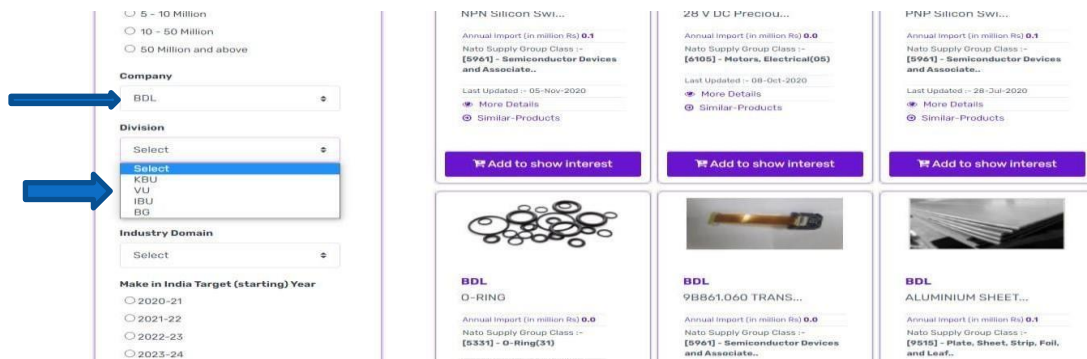 5 - 10 Million
10 - 50 Million
50 Million and above
Company
BDL
Division
Select
Select
KBU
VU
IBU
BG
Industry Domain
Select
Make in India Target (starting) Year
2020-21
2021-22
2022-23
2023-24
NPN Silicon Swi...
Annual Import (in million Rs) 0.1
Nato Supply Group Class :-
[5961] - Semiconductor Devices
and Associate..
Last Updated :- 05-Nov-2020
More Details
Similar-Products
Add to show interest
28 V DC Preciou...
Annual Import (in million Rs) 0.0
Nato Supply Group Class :-
[6105] - Motors, Electrical(05)
Last Updated :- 08-Oct-2020
More Details
Similar-Products
Add to show interest
PNP Silicon Swi...
Annual Import (in million Rs) 0.1
Nato Supply Group Class :-
[5961] - Semiconductor Devices
and Associate..
Last Updated :- 28-Jul-2020
More Details
Similar-Products
Add to show interest
BDL
O-RING
Annual Import (in million Rs) 0.0
Nato Supply Group Class :-
[5331] - O-Ring(31)
BDL
9B861.060 TRANS...
Annual Import (in million Rs) 0.0
Nato Supply Group Class :-
[5961] - Semiconductor Devices
and Associate..
BDL
ALUMINIUM SHEET...
Annual Import (in million Rs) 0.1
Nato Supply Group Class :-
[9515] - Plate, Sheet, Strip, Foil,
and Leaf..